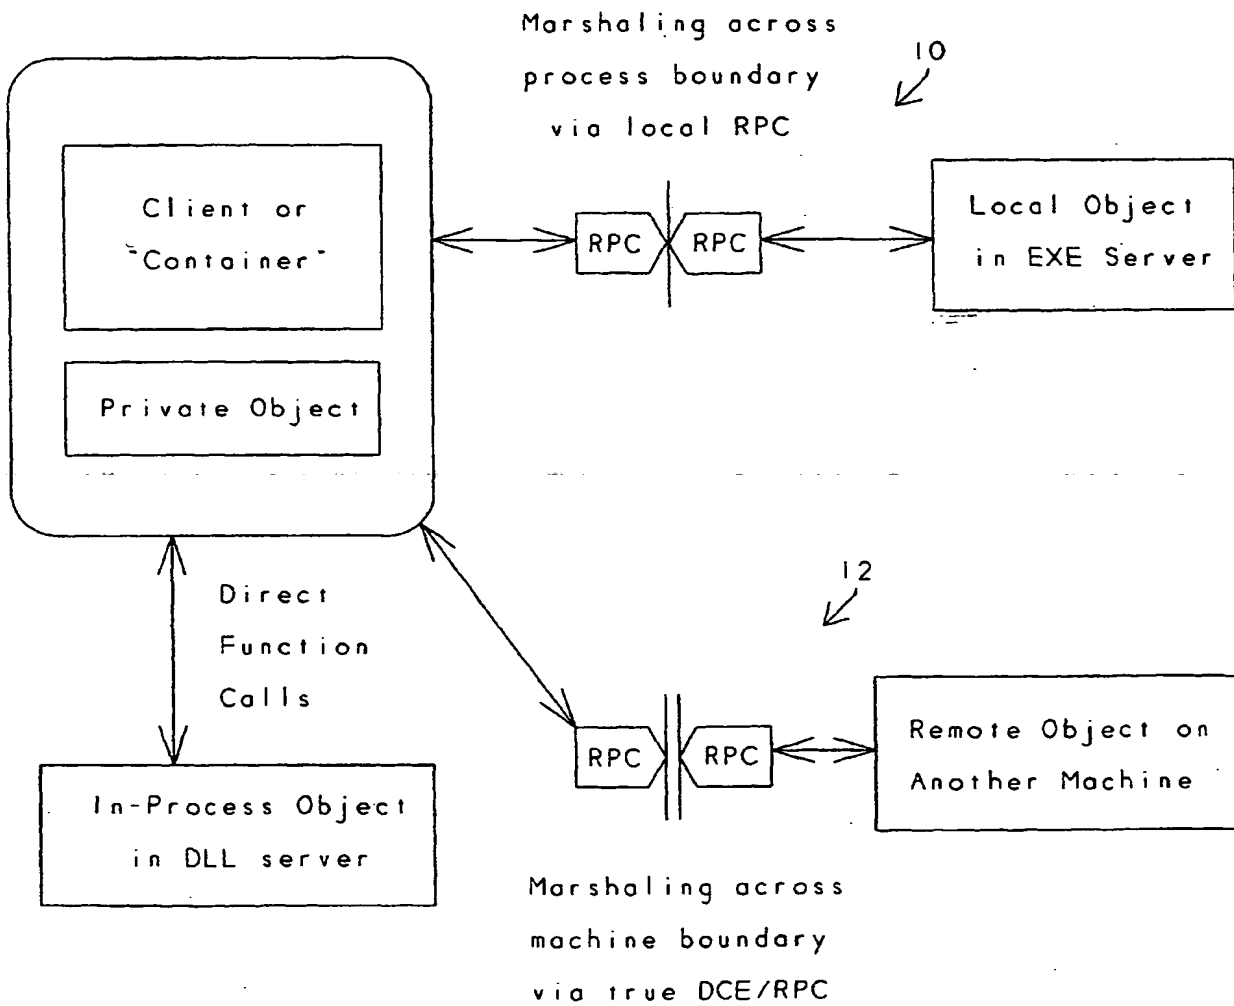 Marshaling across
process boundary
via local RPC
10
Client or
"Container"
Private Object
RPC
RPC
Local Object
in EXE Server
Direct
Function
Calls
12
RPC
RPC
Remote Object on
Another Machine
In-Process Object
in DLL server
Marshaling across
machine boundary
via true DCE/RPC